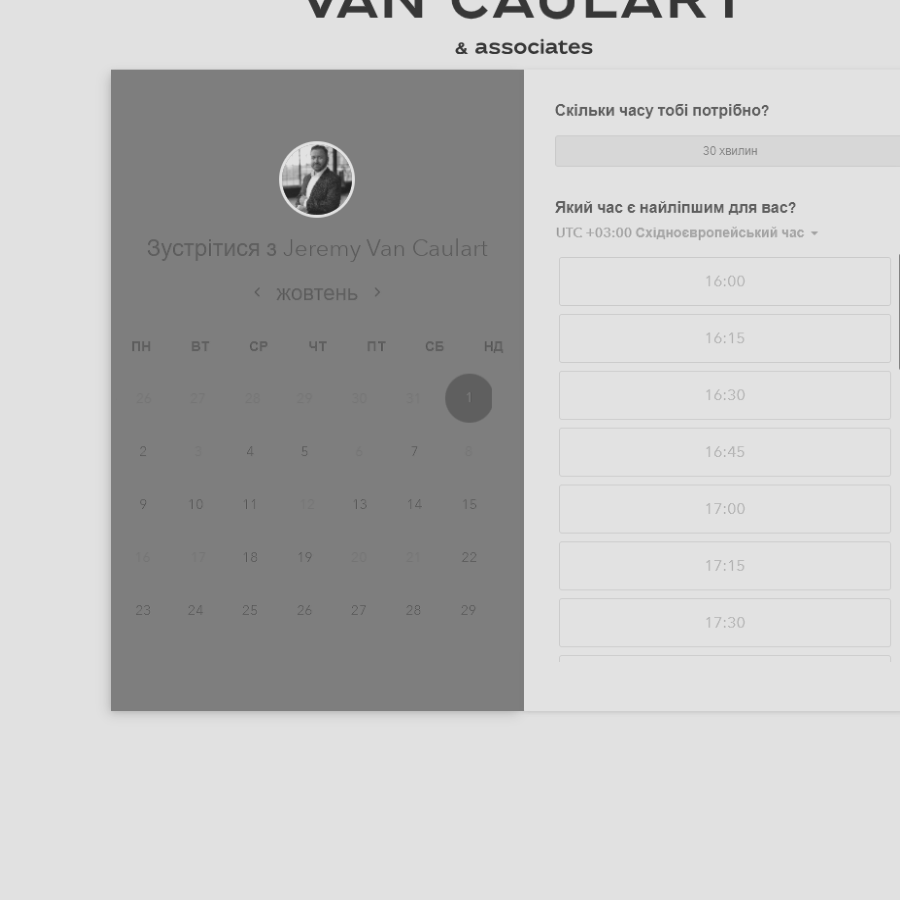 VAN CAULART
& associates
Зустрітися з Jeremy Van Caulart
жовтень
ПН ВТ СР ЧТ ПТ СБ НД
26 27 28 29 30 31 1
2 3 4 5 6 7 8
9 10 11 12 13 14 15
16 17 18 19 20 21 22
23 24 25 26 27 28 29
Скільки часу тобі потрібно?
30 хвилин
Який час є найліпшим для вас?
UTC +03:00 Східноєвропейський час
16:00
16:15
16:30
16:45
17:00
17:15
17:30